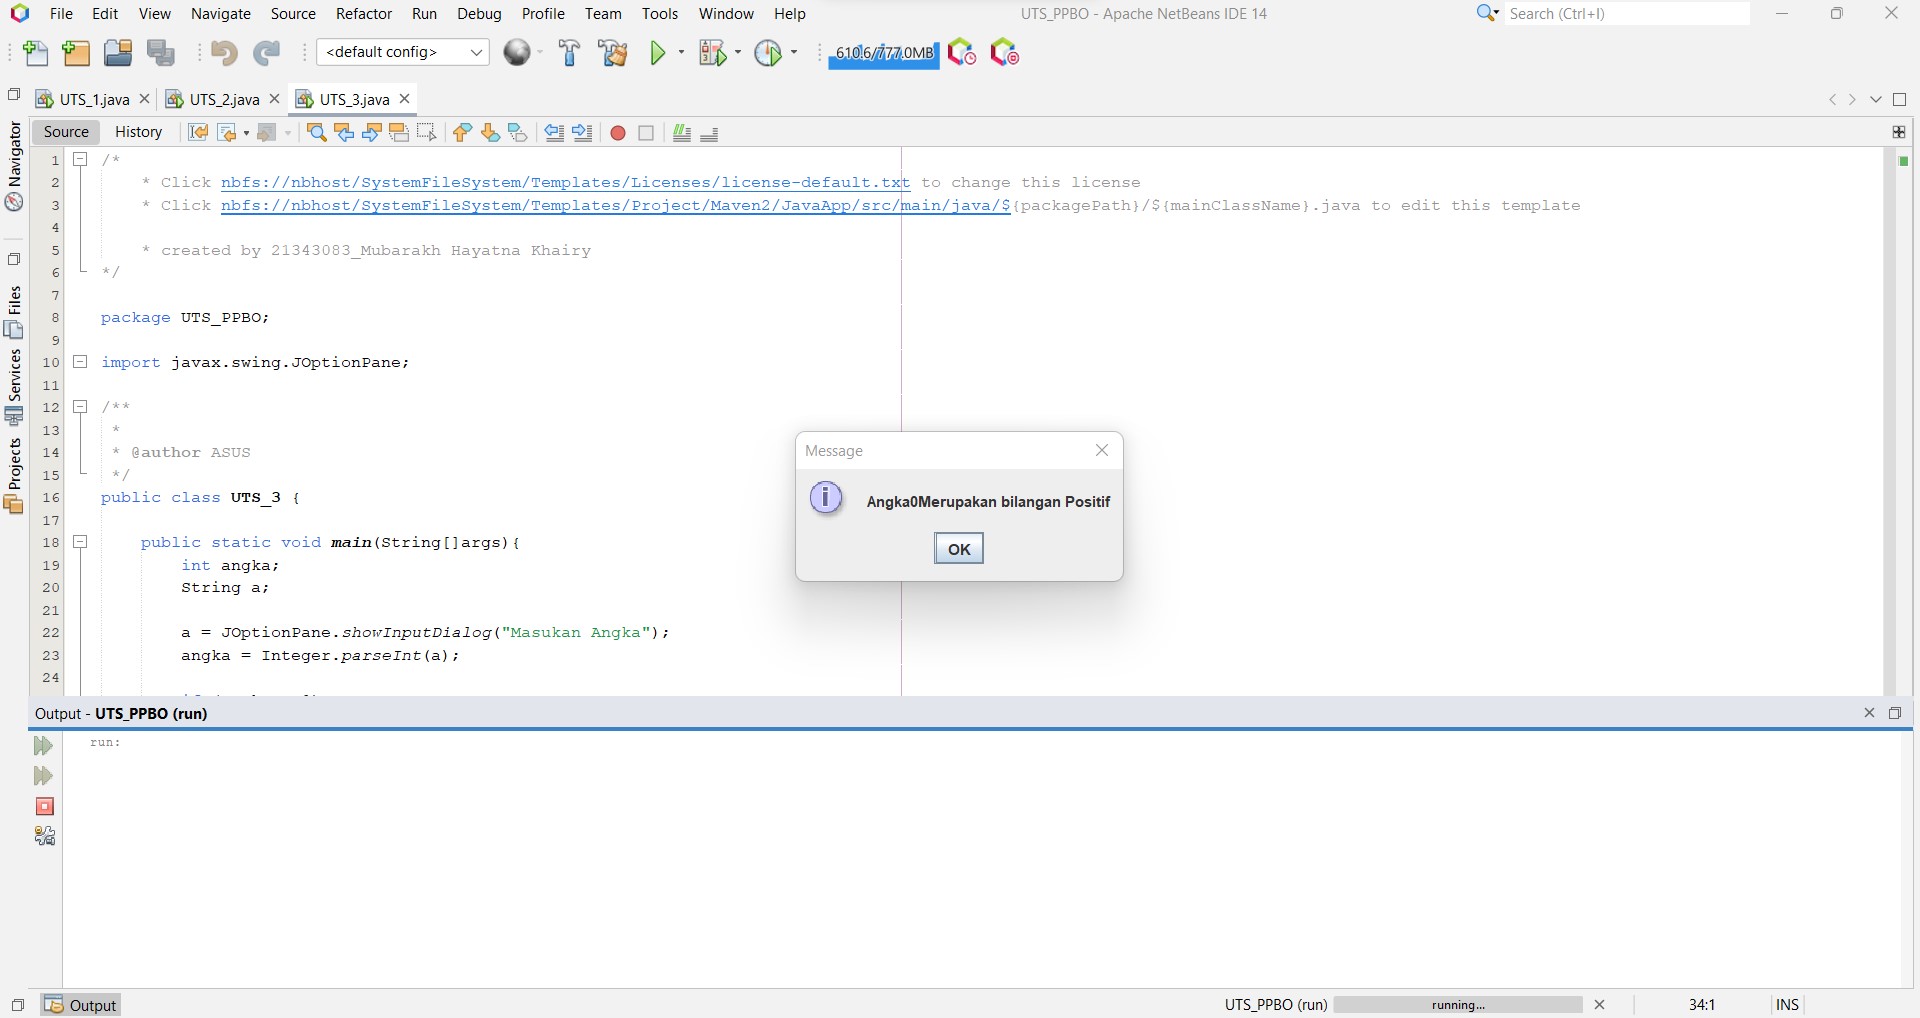 File Edit View Navigate Source Refactor Run Debug Profile Team Tools Window Help
UTS_PPBO - Apache NetBeans IDE 14
Search (Ctrl+I)
<default config>
610.6/777.0MB
UTS_1.java
UTS_2.java
UTS_3.java
Source History
Navigator
Files
Services
Projects
1 /*
2 * Click nbfs://nbhost/SystemFileSystem/Templates/Licenses/license-default.txt to change this license
3 * Click nbfs://nbhost/SystemFileSystem/Templates/Project/Maven2/JavaApp/src/main/java/${packagePath}/${mainClassName}.java to edit this template
4
5 * created by 21343083_Mubarakh Hayatna Khairy
6 */
7
8 package UTS_PPBO;
9
10 import javax.swing.JOptionPane;
11
12 /**
13 *
14 * @author ASUS
15 */
16 public class UTS_3 {
17
18 public static void main(String[]args){
19 int angka;
20 String a;
21
22 a = JOptionPane.showInputDialog("Masukan Angka");
23 angka = Integer.parseInt(a);
24
Message
i
Angka0Merupakan bilangan Positif
OK
Output - UTS_PPBO (run)
run:
Output
UTS_PPBO (run)
running...
34:1
INS